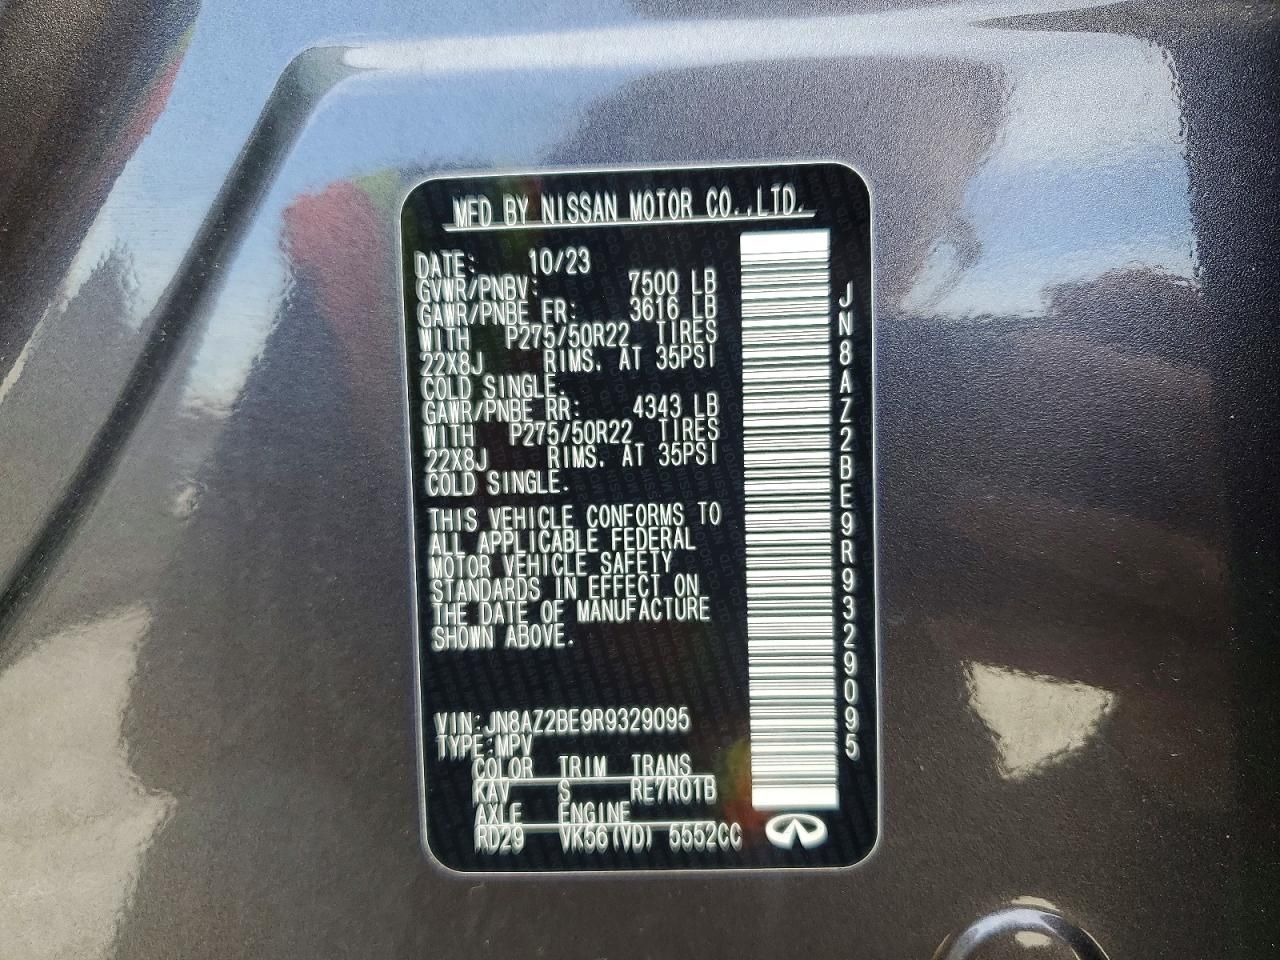 MFD BY NISSAN MOTOR CO.,LTD.
DATE: 10/23
GVWR/PNBV: 7500 LB
GAWR/PNBE FR: 3616 LB
WITH P275/50R22 TIRES
22X8J RIMS. AT 35PSI
COLD SINGLE.
GAWR/PNBE RR: 4343 LB
WITH P275/50R22 TIRES
22X8J RIMS. AT 35PSI
COLD SINGLE.
THIS VEHICLE CONFORMS TO
ALL APPLICABLE FEDERAL
MOTOR VEHICLE SAFETY
STANDARDS IN EFFECT ON
THE DATE OF MANUFACTURE
SHOWN ABOVE.
VIN:JN8AZ2BE9R9329095
TYPE:MPV
COLOR TRIM TRANS
KAV S RE7R01B
AXLE ENGINE
RD29 VK56(VD) 5552CC
JN8AZ2BE9R9329095